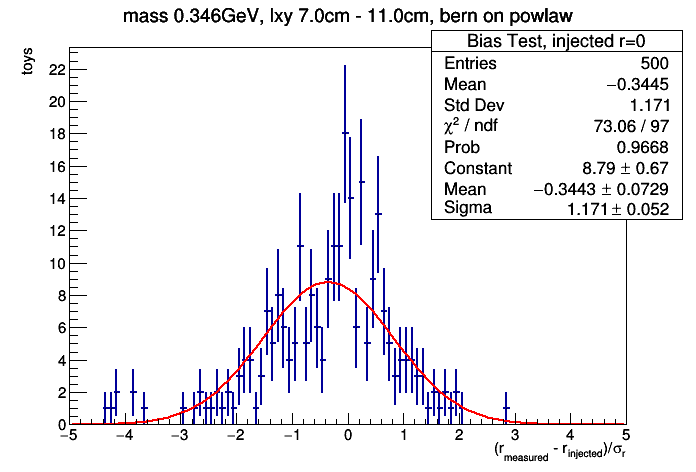 mass 0.346GeV, lxy 7.0cm - 11.0cm, bern on powlaw
Bias Test, injected r=0
Entries 500
Mean −0.3445
Std Dev 1.171
χ² / ndf 73.06 / 97
Prob 0.9668
Constant 8.79 ± 0.67
Mean −0.3443 ± 0.0729
Sigma 1.171 ± 0.052
toys
22
20
18
16
14
12
10
8
6
4
2
0
−5 −4 −3 −2 −1 0 1 2 3 4 5
(r_measured - r_injected)/σ_r